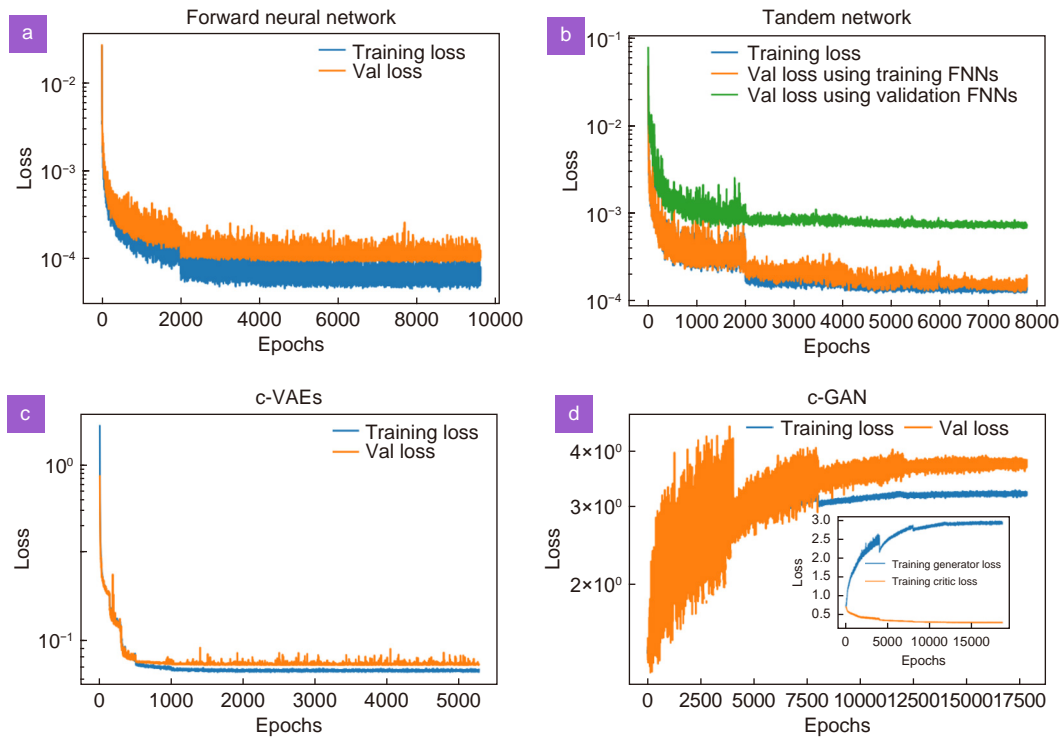 a
Forward neural network
Training loss
Val loss
10⁻²
10⁻³
10⁻⁴
Loss
0 2000 4000 6000 8000 10000
Epochs
b
Tandem network
Training loss
Val loss using training FNNs
Val loss using validation FNNs
10⁻¹
10⁻²
10⁻³
10⁻⁴
Loss
0 1000 2000 3000 4000 5000 6000 7000 8000
Epochs
c
c-VAEs
Training loss
Val loss
10⁰
10⁻¹
Loss
0 1000 2000 3000 4000 5000
Epochs
d
c-GAN
Training loss Val loss
4×10⁰
3×10⁰
2×10⁰
Loss
0 2500 5000 7500 10000 12500 15000 17500
Epochs
3.0
2.5
2.0
1.5
1.0
0.5
Loss
Training generator loss
Training critic loss
0 5000 10000 15000
Epochs